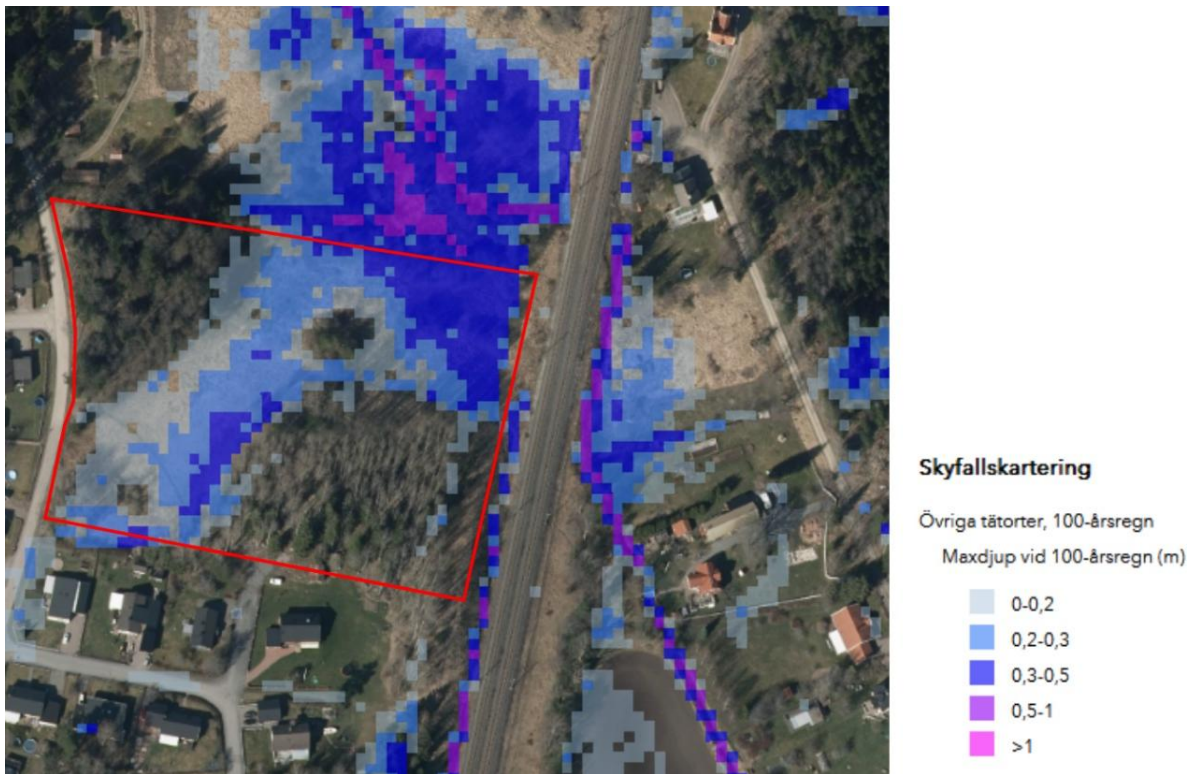 Skyfallskartering
Övriga tätorter, 100-årsregn
Maxdjup vid 100-årsregn (m)
0-0,2
0,2-0,3
0,3-0,5
0,5-1
>1